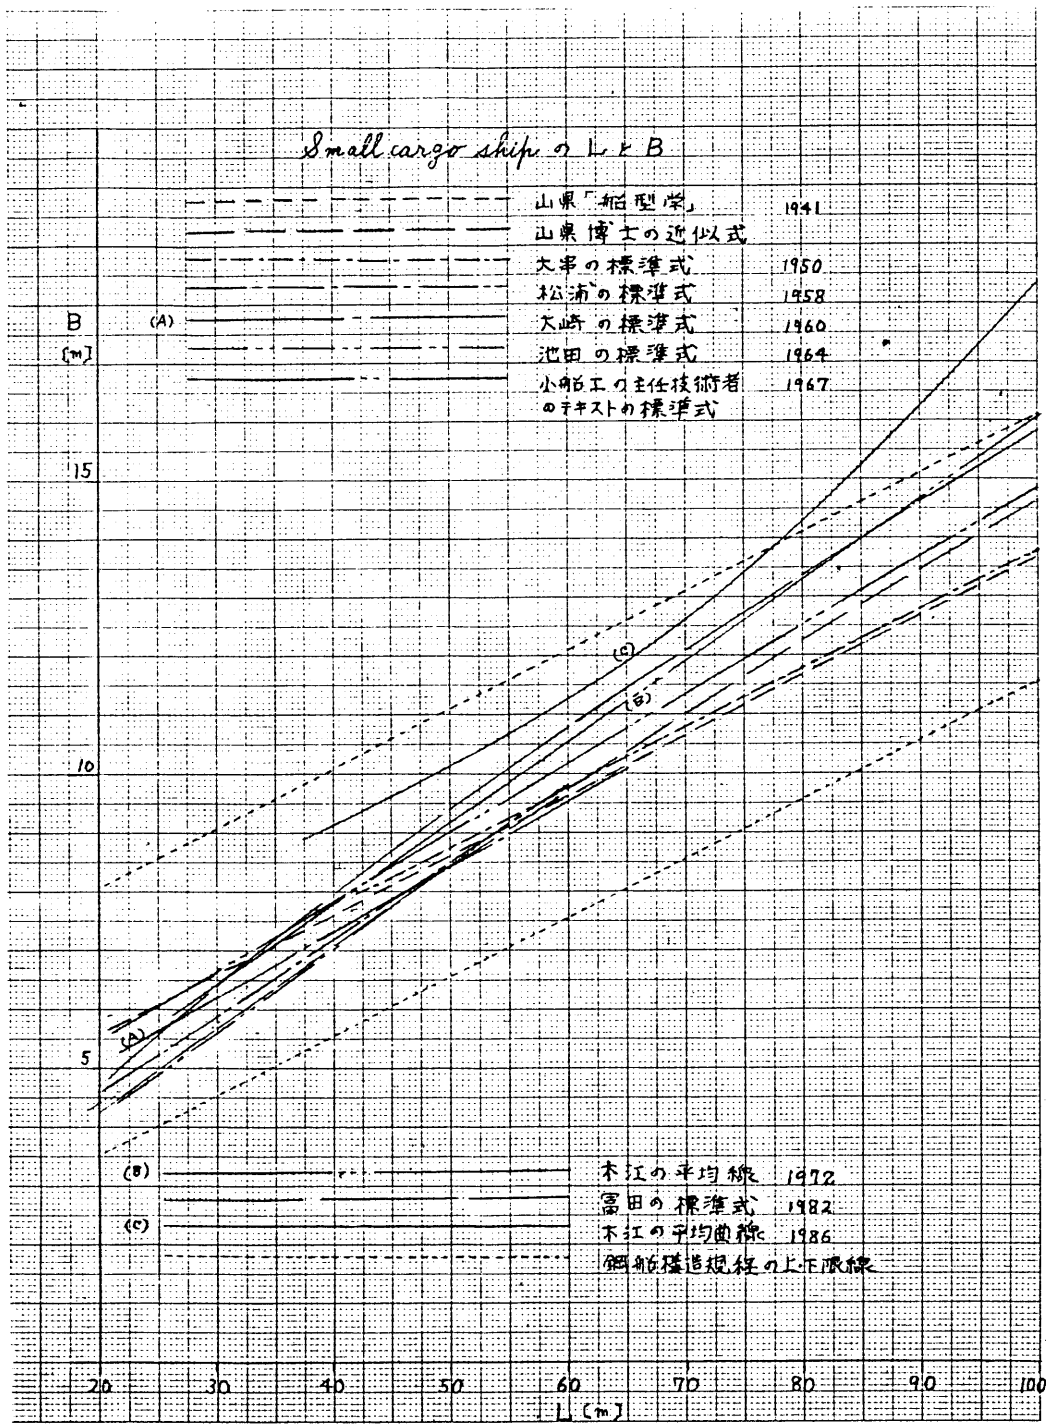 Small cargo ship の L と B
山県「船型学」 1941
山県博士の近似式
大串の標準式 1950
松浦の標準式 1958
B (A) 大崎の標準式 1960
[m] 池田の標準式 1964
小船工の主任技術者 1967
のテキストの標準式
15
(C)
(B)
10
(A)
5
(B) 木江の平均線 1972
冨田の標準式 1982
(C) 木江の平均曲線 1986
鋼船構造規程の上下限線
20 30 40 50 60 70 80 90 100
L [m]